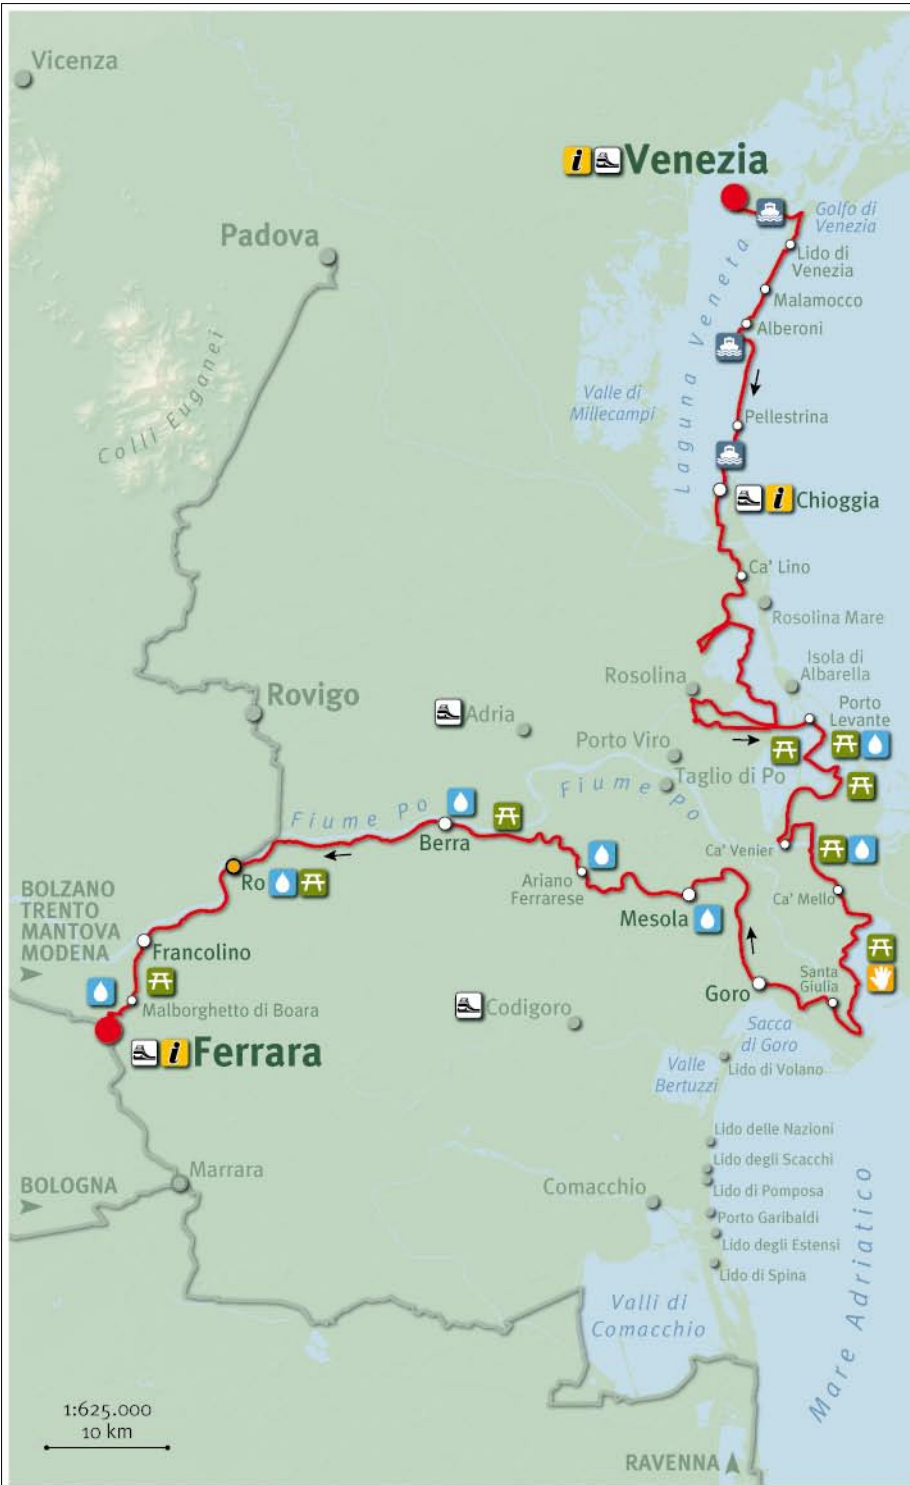 Vicenza
i Venezia
Golfo di
Venezia
Padova
Lido di
Venezia
Malamocco
Alberoni
Laguna Veneta
Colli Euganei
Valle di
Millecampi
Pellestrina
i Chioggia
Ca' Lino
Rosolina Mare
Isola di
Albarella
Rosolina
Rovigo
Adria
Porto
Levante
Porto Viro
Taglio di Po
Fiume Po
Fiume Po
Berra
Ca' Venier
Ro
Ariano
Ferrarese
Ca' Mello
BOLZANO
TRENTO
MANTOVA
MODENA
Mesola
Francolino
Santa
Giulia
Goro
Malborghetto di Boara
Codigoro
i Ferrara
Sacca
di Goro
Valle
Bertuzzi
Lido di Volano
Lido delle Nazioni
Marrara
Lido degli Scacchi
BOLOGNA
Comacchio
Lido di Pomposa
Porto Garibaldi
Lido degli Estensi
Lido di Spina
Mare Adriatico
Valli di
Comacchio
1:625.000
10 km
RAVENNA